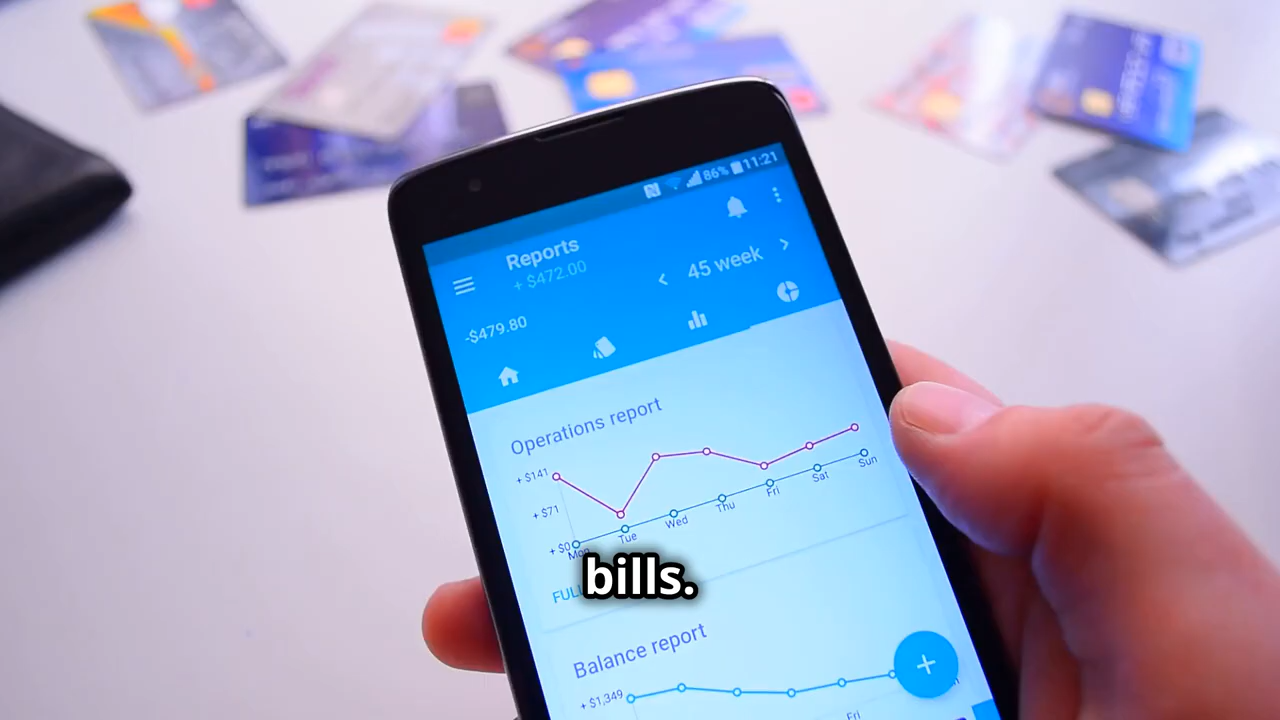 86% 11:21
Reports
+ $472.00
45 week
-$479.80
Operations report
+ $141
+ $71
+ $0
Mon
Tue
Wed
Thu
Fri
Sat
Sun
bills.
Balance report
+ $1,349
Fri